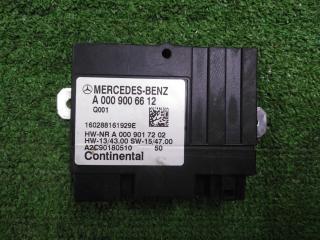 MERCEDES-BENZ
A 000 900 66 12
Q001
160288161929E
HW-NR A 000 901 72 02
HW-13/43.00 SW-15/47.00
A2C90180510 50
Continental